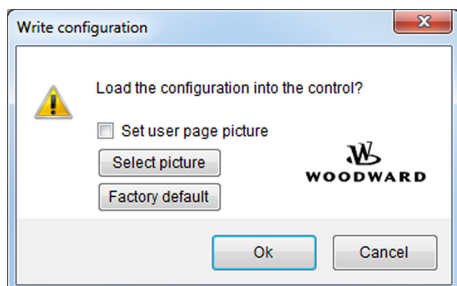 Write configuration
Load the configuration into the control?
Set user page picture
Select picture
WOODWARD
Factory default
Ok Cancel